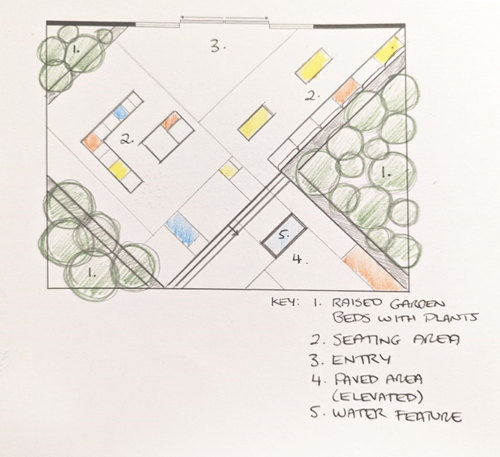 3.
1.
2.
2.
1.
5.
4.
1.
KEY: 1. RAISED GARDEN
BEDS WITH PLANTS
2. SEATING AREA
3. ENTRY
4. PAVED AREA
(ELEVATED)
5. WATER FEATURE